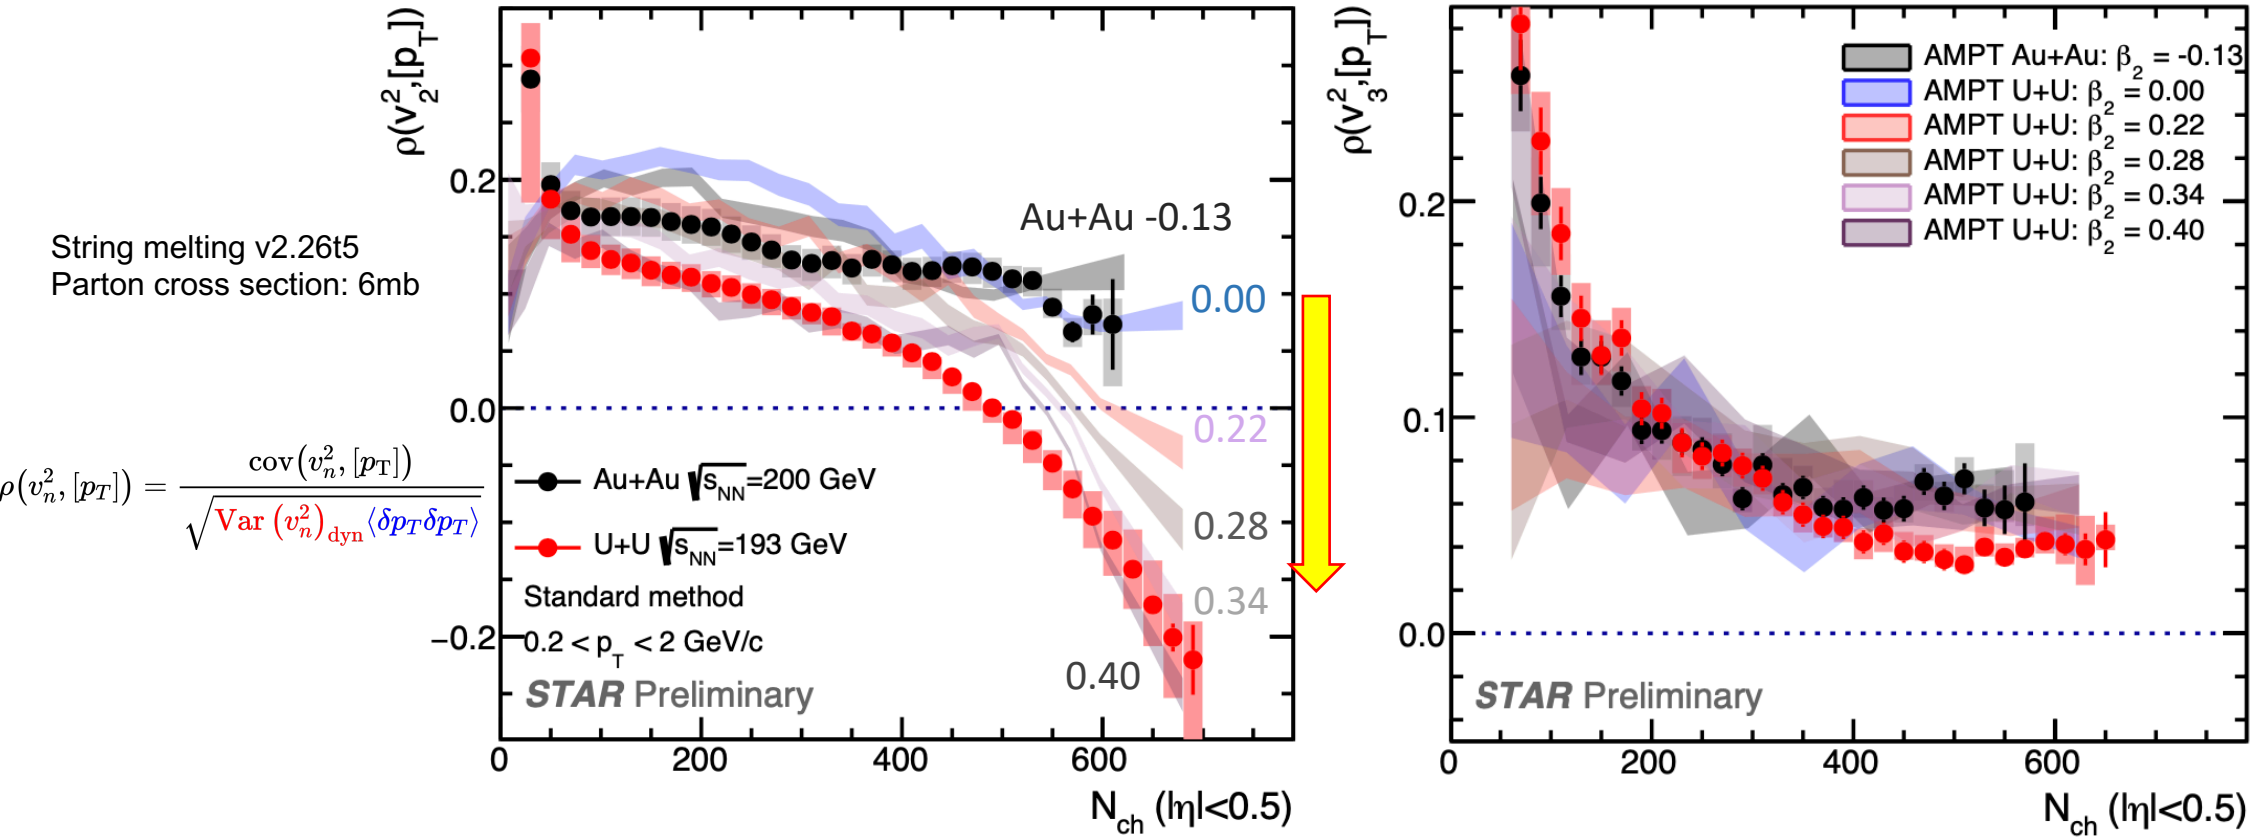 String melting v2.26t5
Parton cross section: 6mb
ρ(v_n^2, [p_T]) = cov(v_n^2, [p_T]) / √(Var (v_n^2)_dyn ⟨δp_T δp_T⟩)
ρ(v_2^2,[p_T])
0.2
0.0
−0.2
Au+Au -0.13
0.00
0.22
0.28
0.34
0.40
Au+Au √s_NN=200 GeV
U+U √s_NN=193 GeV
Standard method
0.2 < p_T < 2 GeV/c
STAR Preliminary
0 200 400 600
N_ch (|η|<0.5)
ρ(v_3^2,[p_T])
AMPT Au+Au: β_2 = -0.13
AMPT U+U: β_2 = 0.00
AMPT U+U: β_2 = 0.22
AMPT U+U: β_2 = 0.28
AMPT U+U: β_2 = 0.34
AMPT U+U: β_2 = 0.40
0.2
0.1
0.0
STAR Preliminary
0 200 400 600
N_ch (|η|<0.5)